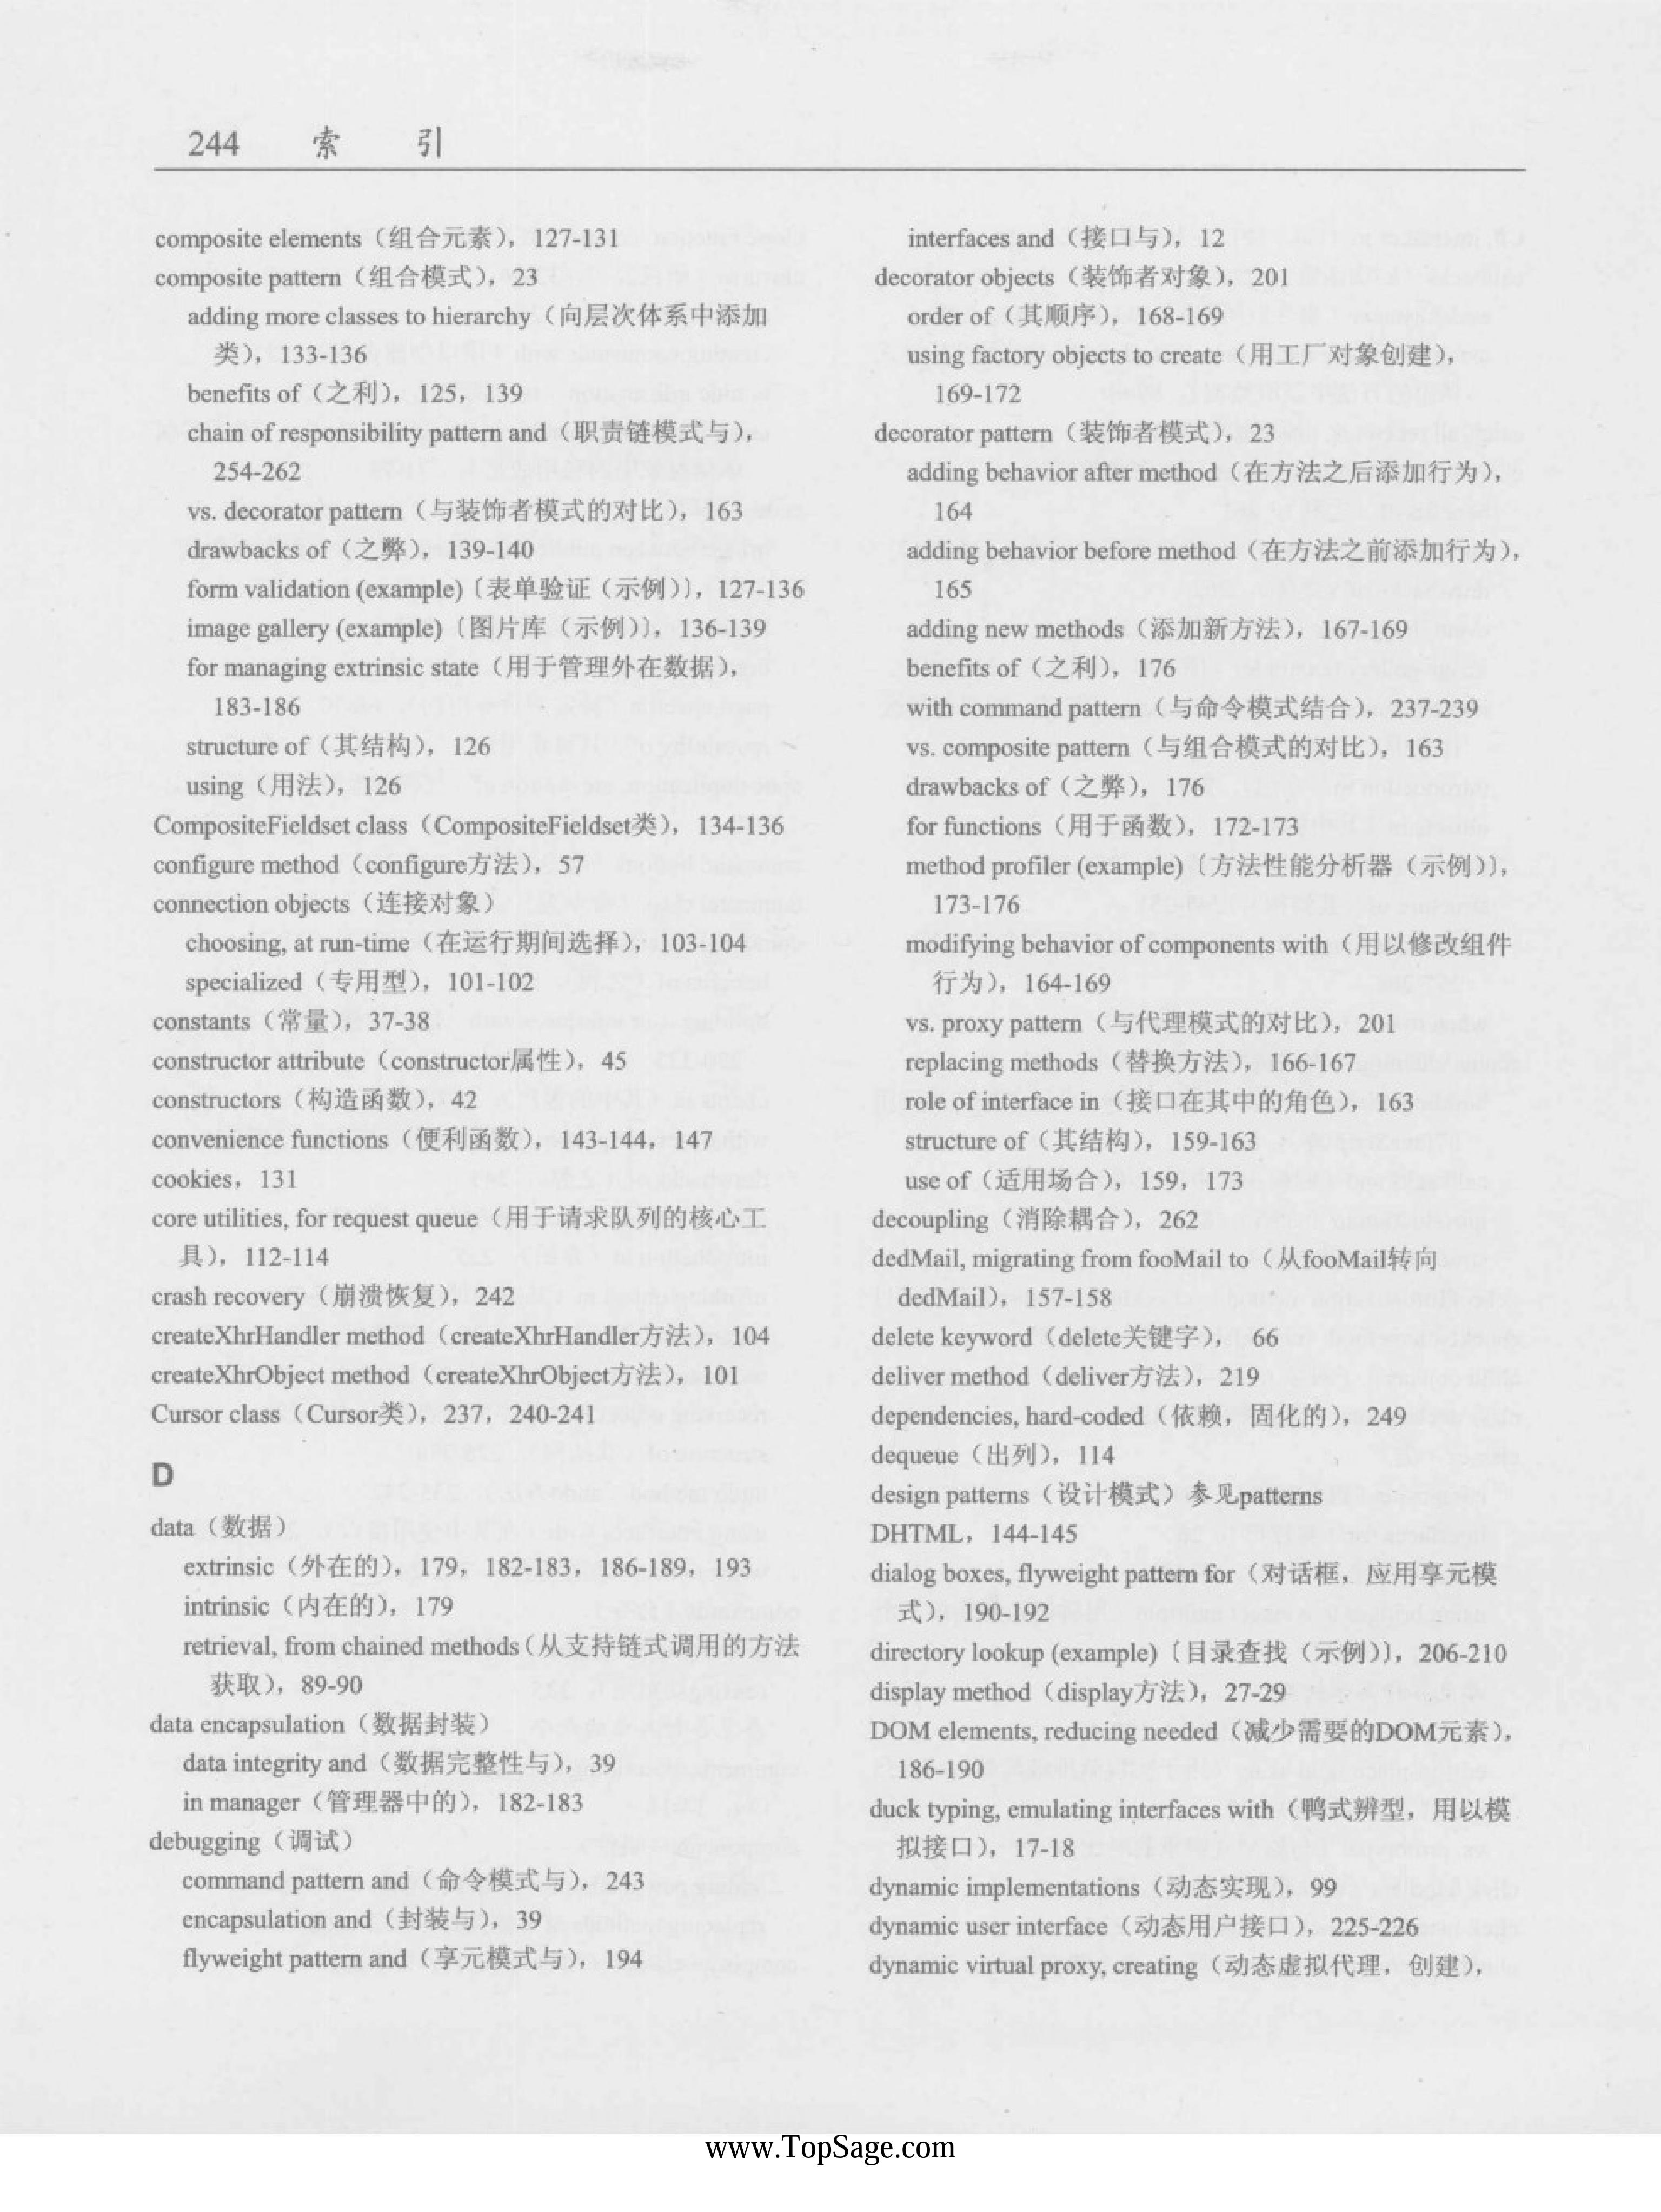 244 索 引
composite elements（组合元素），127-131
composite pattern（组合模式），23
adding more classes to hierarchy（向层次体系中添加
类），133-136
benefits of（之利），125，139
chain of responsibility pattern and（职责链模式与），
254-262
vs. decorator pattern（与装饰者模式的对比），163
drawbacks of（之弊），139-140
form validation (example)〔表单验证（示例）〕，127-136
image gallery (example)〔图片库（示例）〕，136-139
for managing extrinsic state（用于管理外在数据），
183-186
structure of（其结构），126
using（用法），126
CompositeFieldset class（CompositeFieldset类），134-136
configure method（configure方法），57
connection objects（连接对象）
choosing, at run-time（在运行期间选择），103-104
specialized（专用型），101-102
constants（常量），37-38
constructor attribute（constructor属性），45
constructors（构造函数），42
convenience functions（便利函数），143-144，147
cookies，131
core utilities, for request queue（用于请求队列的核心工
具），112-114
crash recovery（崩溃恢复），242
createXhrHandler method（createXhrHandler方法），104
createXhrObject method（createXhrObject方法），101
Cursor class（Cursor类），237，240-241
D
data（数据）
extrinsic（外在的），179，182-183，186-189，193
intrinsic（内在的），179
retrieval, from chained methods（从支持链式调用的方法
获取），89-90
data encapsulation（数据封装）
data integrity and（数据完整性与），39
in manager（管理器中的），182-183
debugging（调试）
command pattern and（命令模式与），243
encapsulation and（封装与），39
flyweight pattern and（享元模式与），194
interfaces and（接口与），12
decorator objects（装饰者对象），201
order of（其顺序），168-169
using factory objects to create（用工厂对象创建），
169-172
decorator pattern（装饰者模式），23
adding behavior after method（在方法之后添加行为），
164
adding behavior before method（在方法之前添加行为），
165
adding new methods（添加新方法），167-169
benefits of（之利），176
with command pattern（与命令模式结合），237-239
vs. composite pattern（与组合模式的对比），163
drawbacks of（之弊），176
for functions（用于函数），172-173
method profiler (example)〔方法性能分析器（示例）〕，
173-176
modifying behavior of components with（用以修改组件
行为），164-169
vs. proxy pattern（与代理模式的对比），201
replacing methods（替换方法），166-167
role of interface in（接口在其中的角色），163
structure of（其结构），159-163
use of（适用场合），159，173
decoupling（消除耦合），262
dedMail, migrating from fooMail to（从fooMail转向
dedMail），157-158
delete keyword（delete关键字）， 66
deliver method（deliver方法），219
dependencies, hard-coded（依赖，固化的），249
dequeue（出列），114
design patterns（设计模式）参见patterns
DHTML，144-145
dialog boxes, flyweight pattern for（对话框，应用享元模
式），190-192
directory lookup (example)〔目录查找（示例）〕，206-210
display method（display方法），27-29
DOM elements, reducing needed（减少需要的DOM元素），
186-190
duck typing, emulating interfaces with（鸭式辨型，用以模
拟接口），17-18
dynamic implementations（动态实现），99
dynamic user interface（动态用户接口），225-226
dynamic virtual proxy, creating（动态虚拟代理，创建），
www.TopSage.com